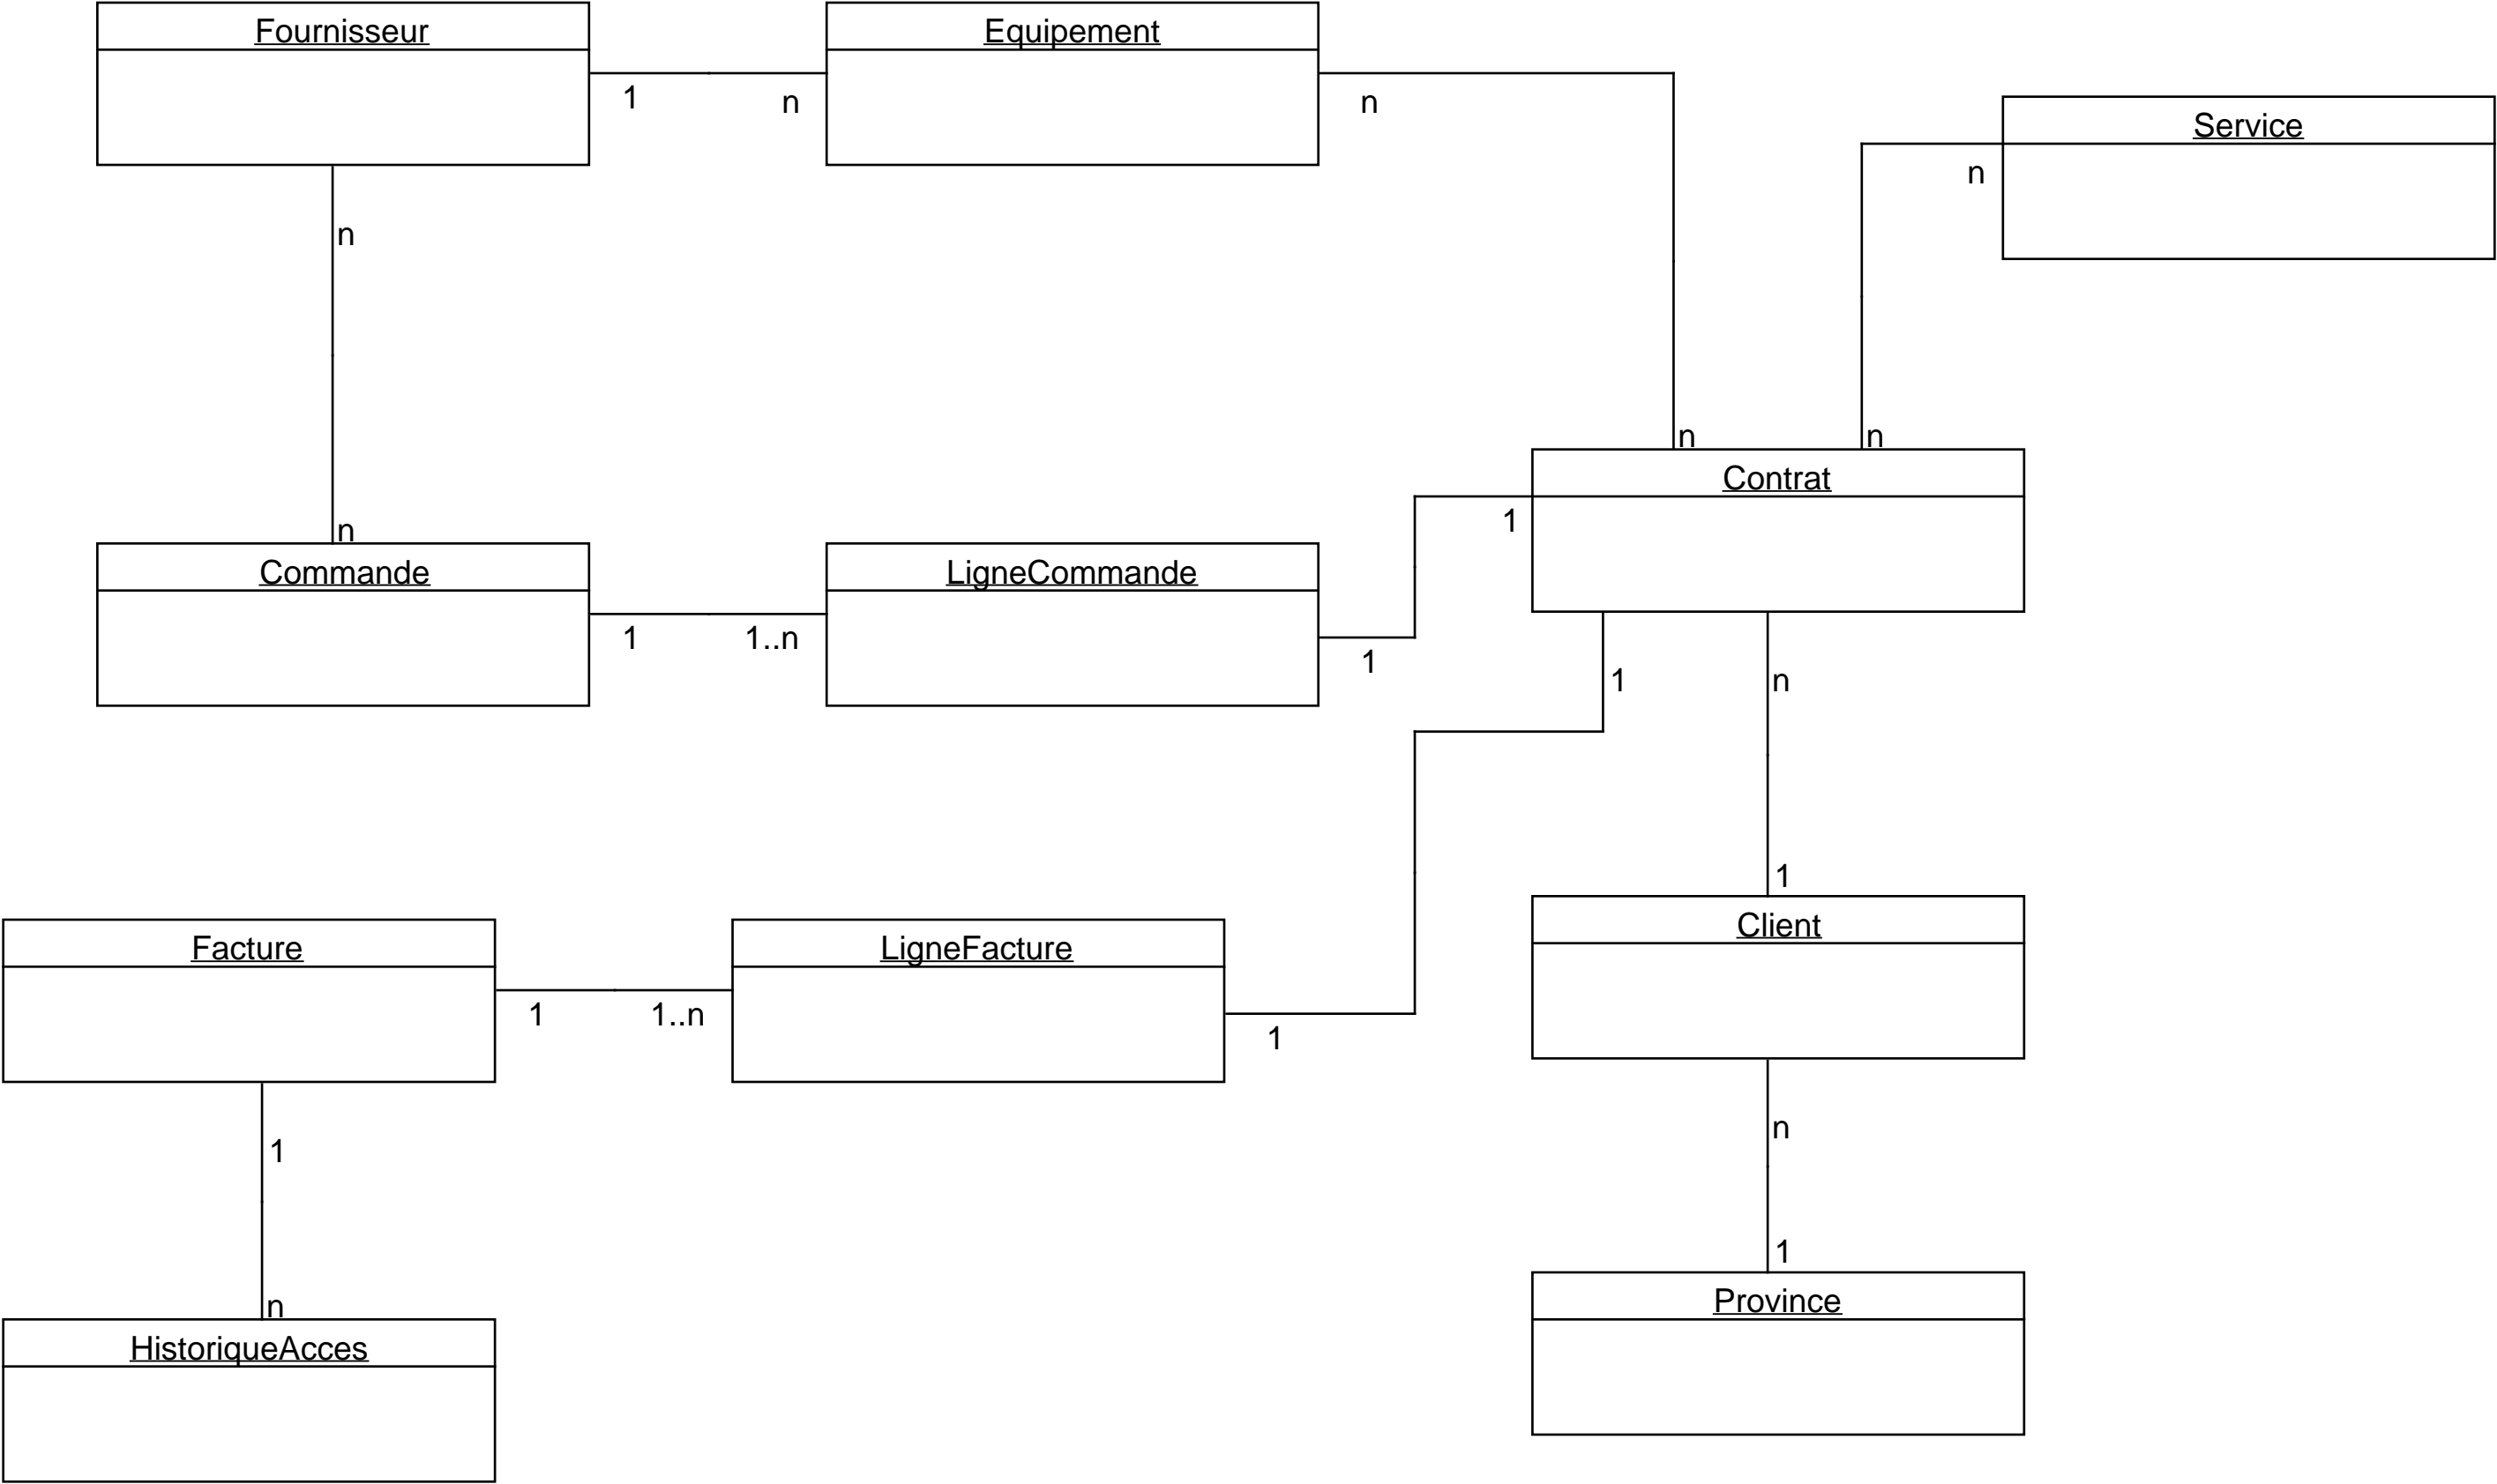 Fournisseur
Equipement
1
n
n
Service
n
n
n
n
Contrat
1
n
Commande
LigneCommande
1
1..n
1
1
n
1
Client
Facture
LigneFacture
1
1..n
1
n
1
1
Province
n
HistoriqueAcces